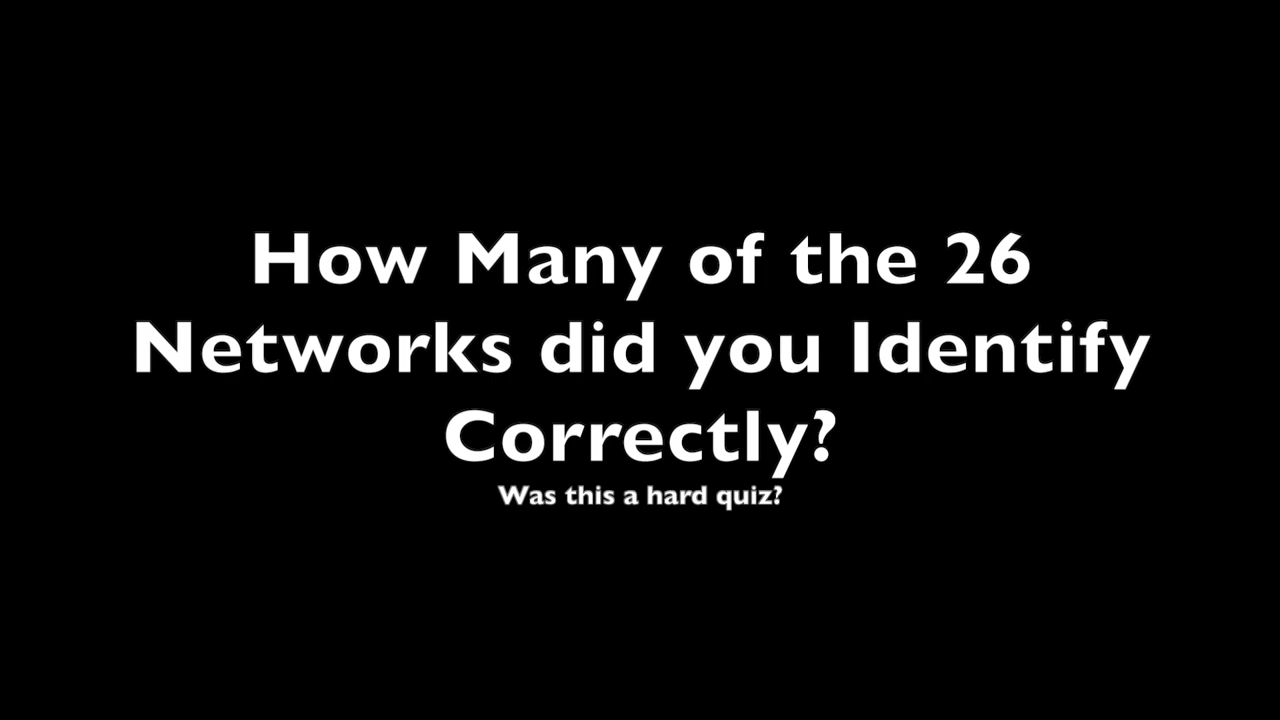 How Many of the 26
Networks did you Identify
Correctly?
Was this a hard quiz?